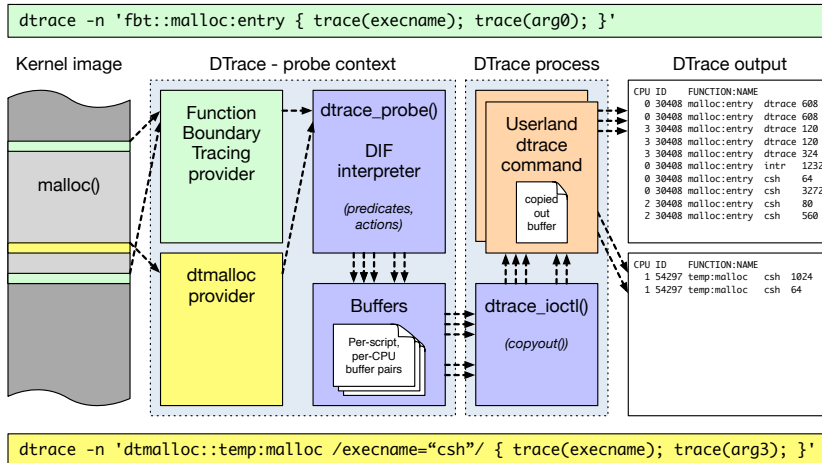 dtrace -n 'fbt::malloc:entry { trace(execname); trace(arg0); }'
Kernel image
DTrace - probe context
DTrace process
DTrace output
malloc()
Function
Boundary
Tracing
provider
dtmalloc
provider
dtrace_probe()
DIF
interpreter
(predicates,
actions)
Buffers
Per-script,
per-CPU
buffer pairs
Userland
dtrace
command
copied
out
buffer
dtrace_ioctl()
(copyout())
CPU ID FUNCTION:NAME
0 30408 malloc:entry dtrace 608
0 30408 malloc:entry dtrace 608
3 30408 malloc:entry dtrace 120
3 30408 malloc:entry dtrace 120
3 30408 malloc:entry dtrace 324
0 30408 malloc:entry intr 1232
0 30408 malloc:entry csh 64
0 30408 malloc:entry csh 3272
2 30408 malloc:entry csh 80
2 30408 malloc:entry csh 560
CPU ID FUNCTION:NAME
1 54297 temp:malloc csh 1024
1 54297 temp:malloc csh 64
dtrace -n 'dtmalloc::temp:malloc /execname=“csh”/ { trace(execname); trace(arg3); }'